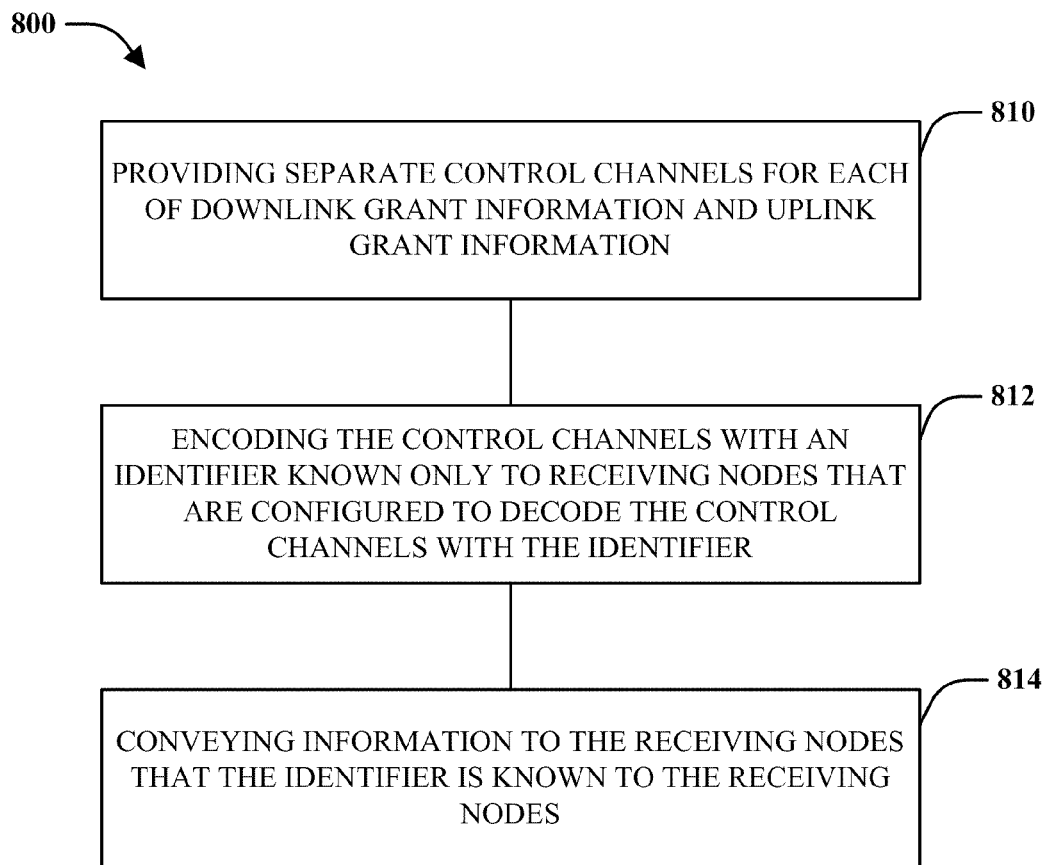 800
810
PROVIDING SEPARATE CONTROL CHANNELS FOR EACH
OF DOWNLINK GRANT INFORMATION AND UPLINK
GRANT INFORMATION
812
ENCODING THE CONTROL CHANNELS WITH AN
IDENTIFIER KNOWN ONLY TO RECEIVING NODES THAT
ARE CONFIGURED TO DECODE THE CONTROL
CHANNELS WITH THE IDENTIFIER
814
CONVEYING INFORMATION TO THE RECEIVING NODES
THAT THE IDENTIFIER IS KNOWN TO THE RECEIVING
NODES